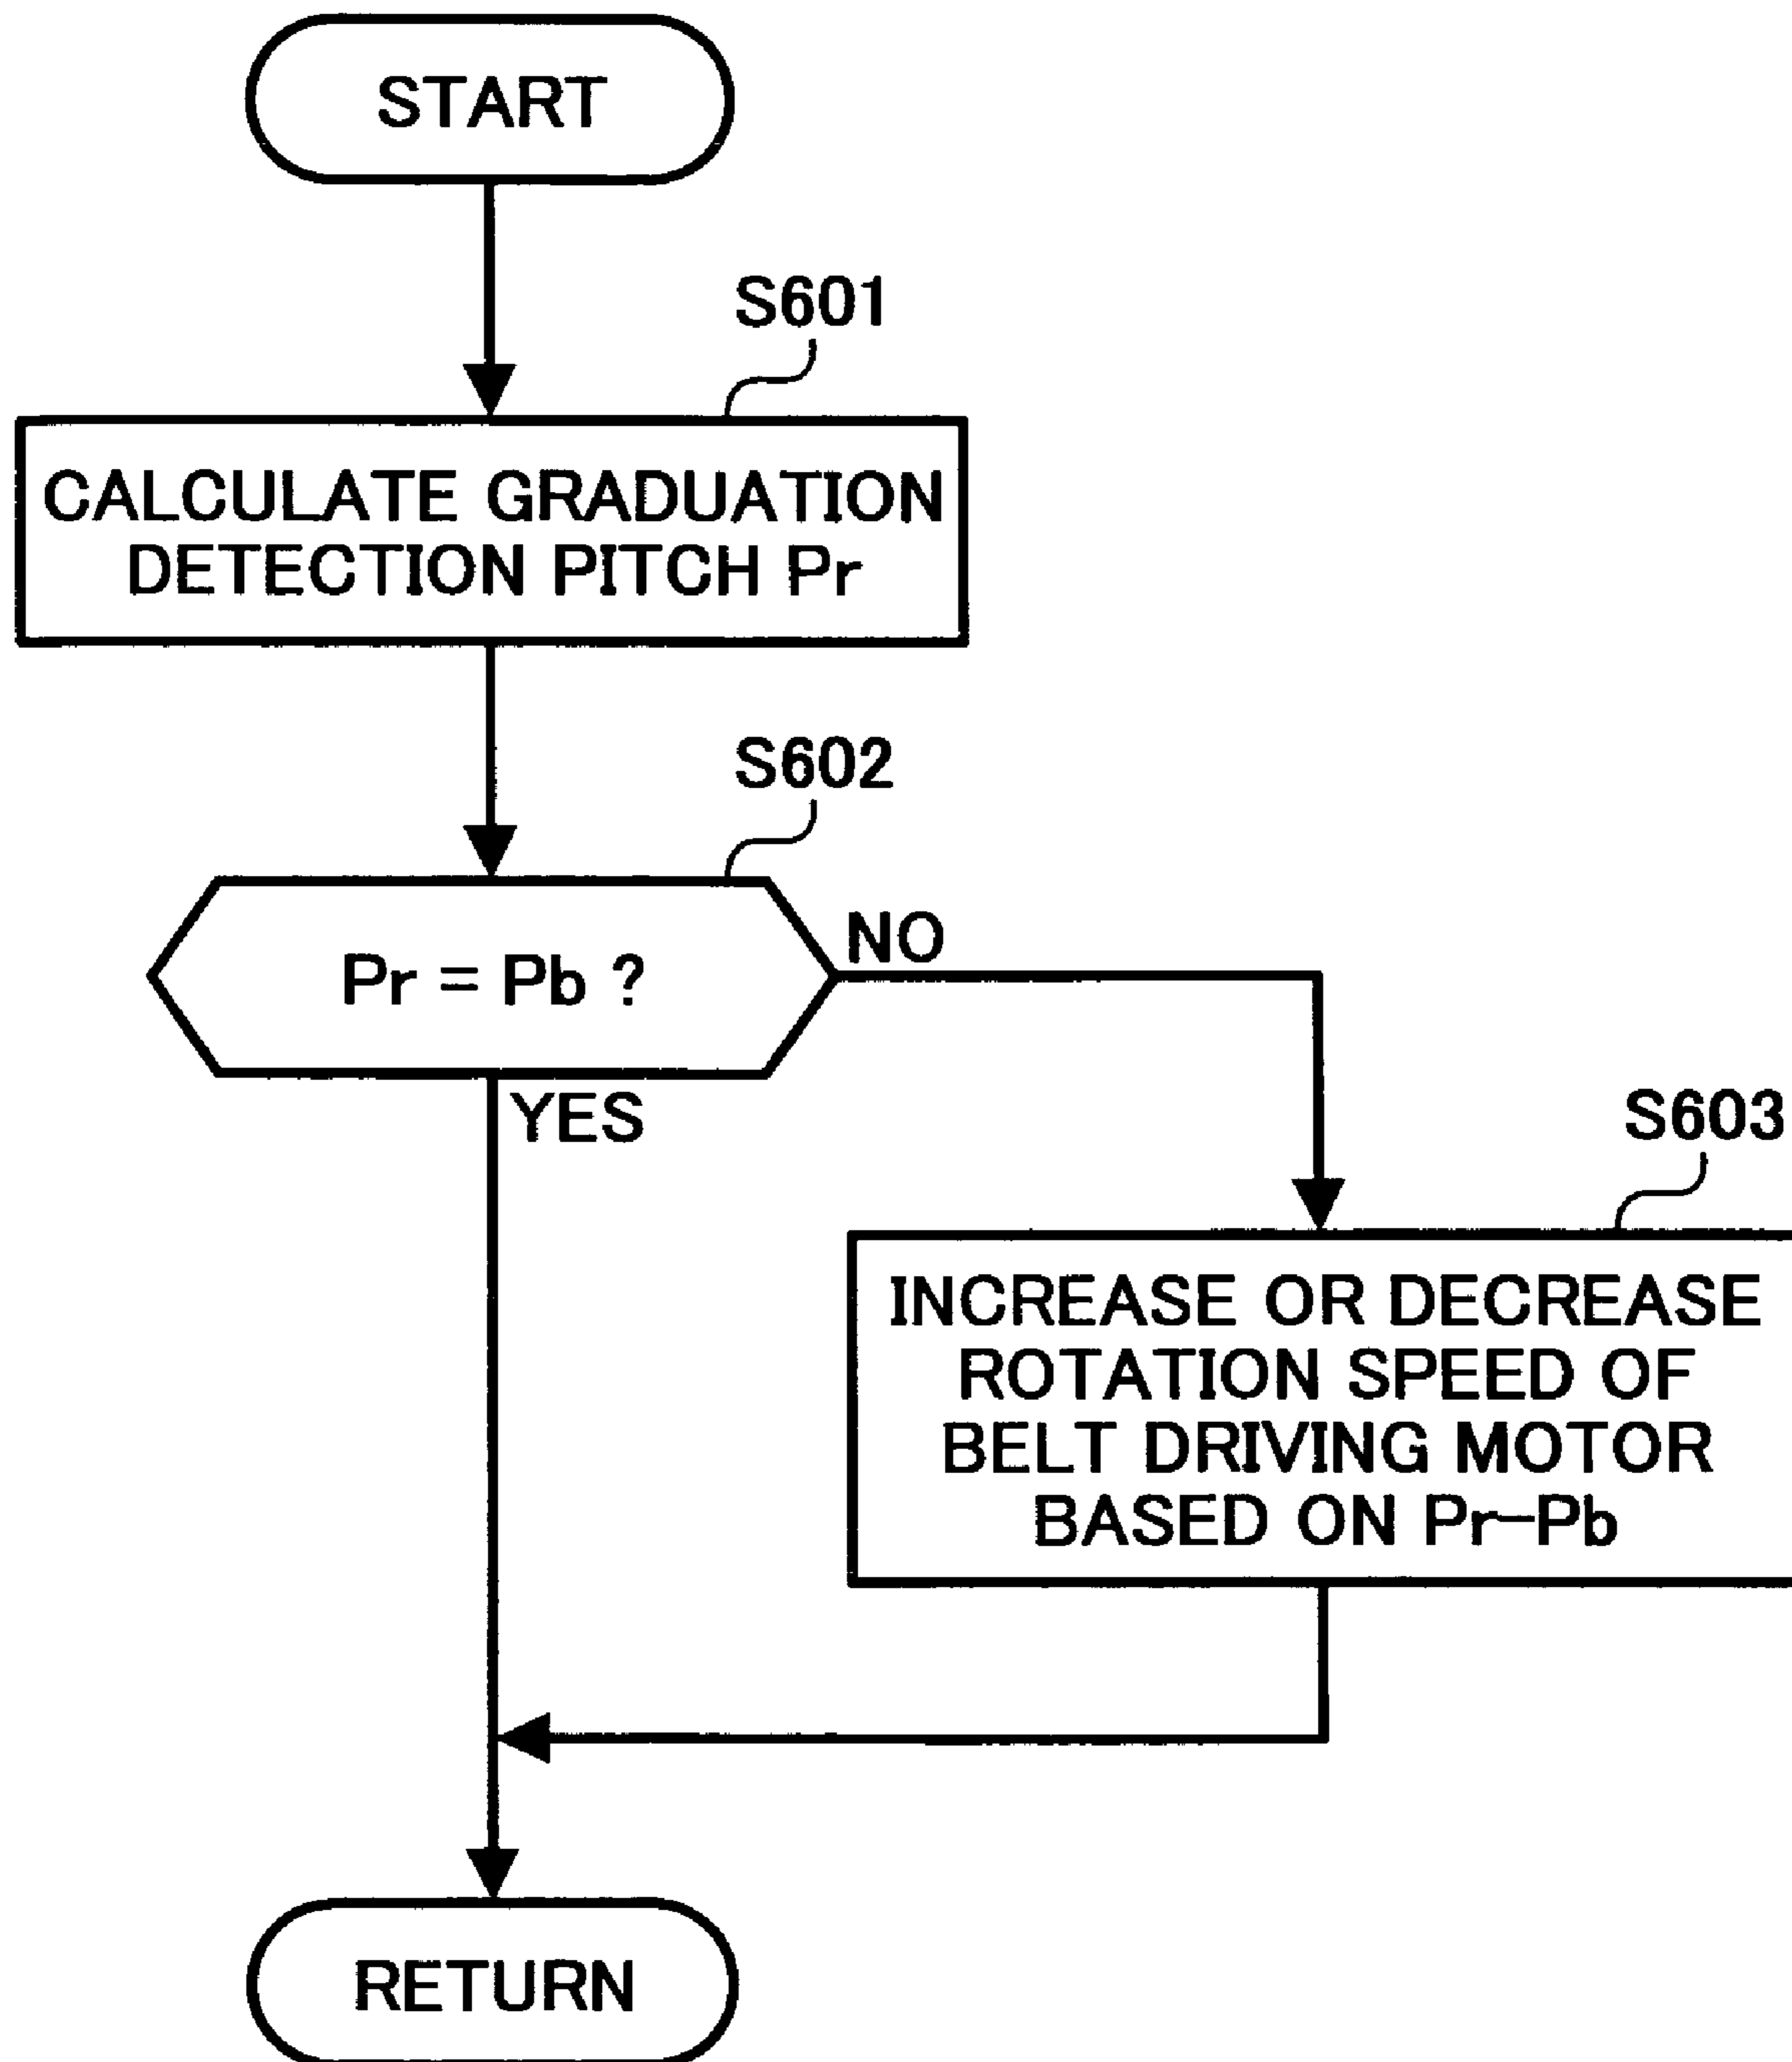 START
S601
CALCULATE GRADUATION
DETECTION PITCH Pr
S602
Pr = Pb ?
NO
YES
S603
INCREASE OR DECREASE
ROTATION SPEED OF
BELT DRIVING MOTOR
BASED ON Pr-Pb
RETURN